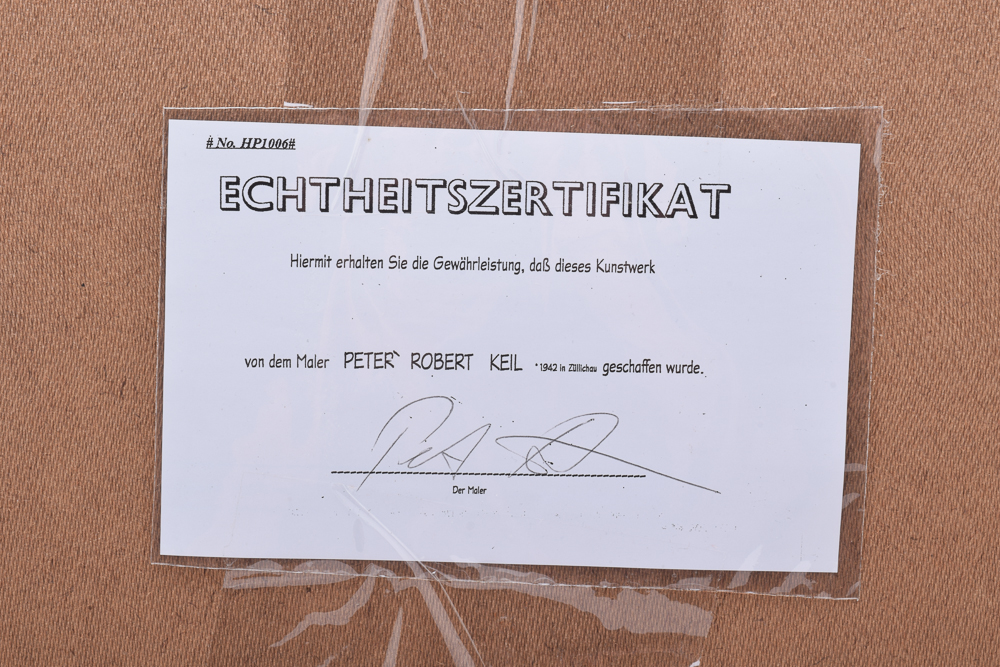 # No. HP1006#
ECHTHEITSZERTIFIKAT
Hiermit erhalten Sie die Gewährleistung, daß dieses Kunstwerk
von dem Maler PETER ROBERT KEIL *1942 in Züllichau geschaffen wurde.
Der Maler